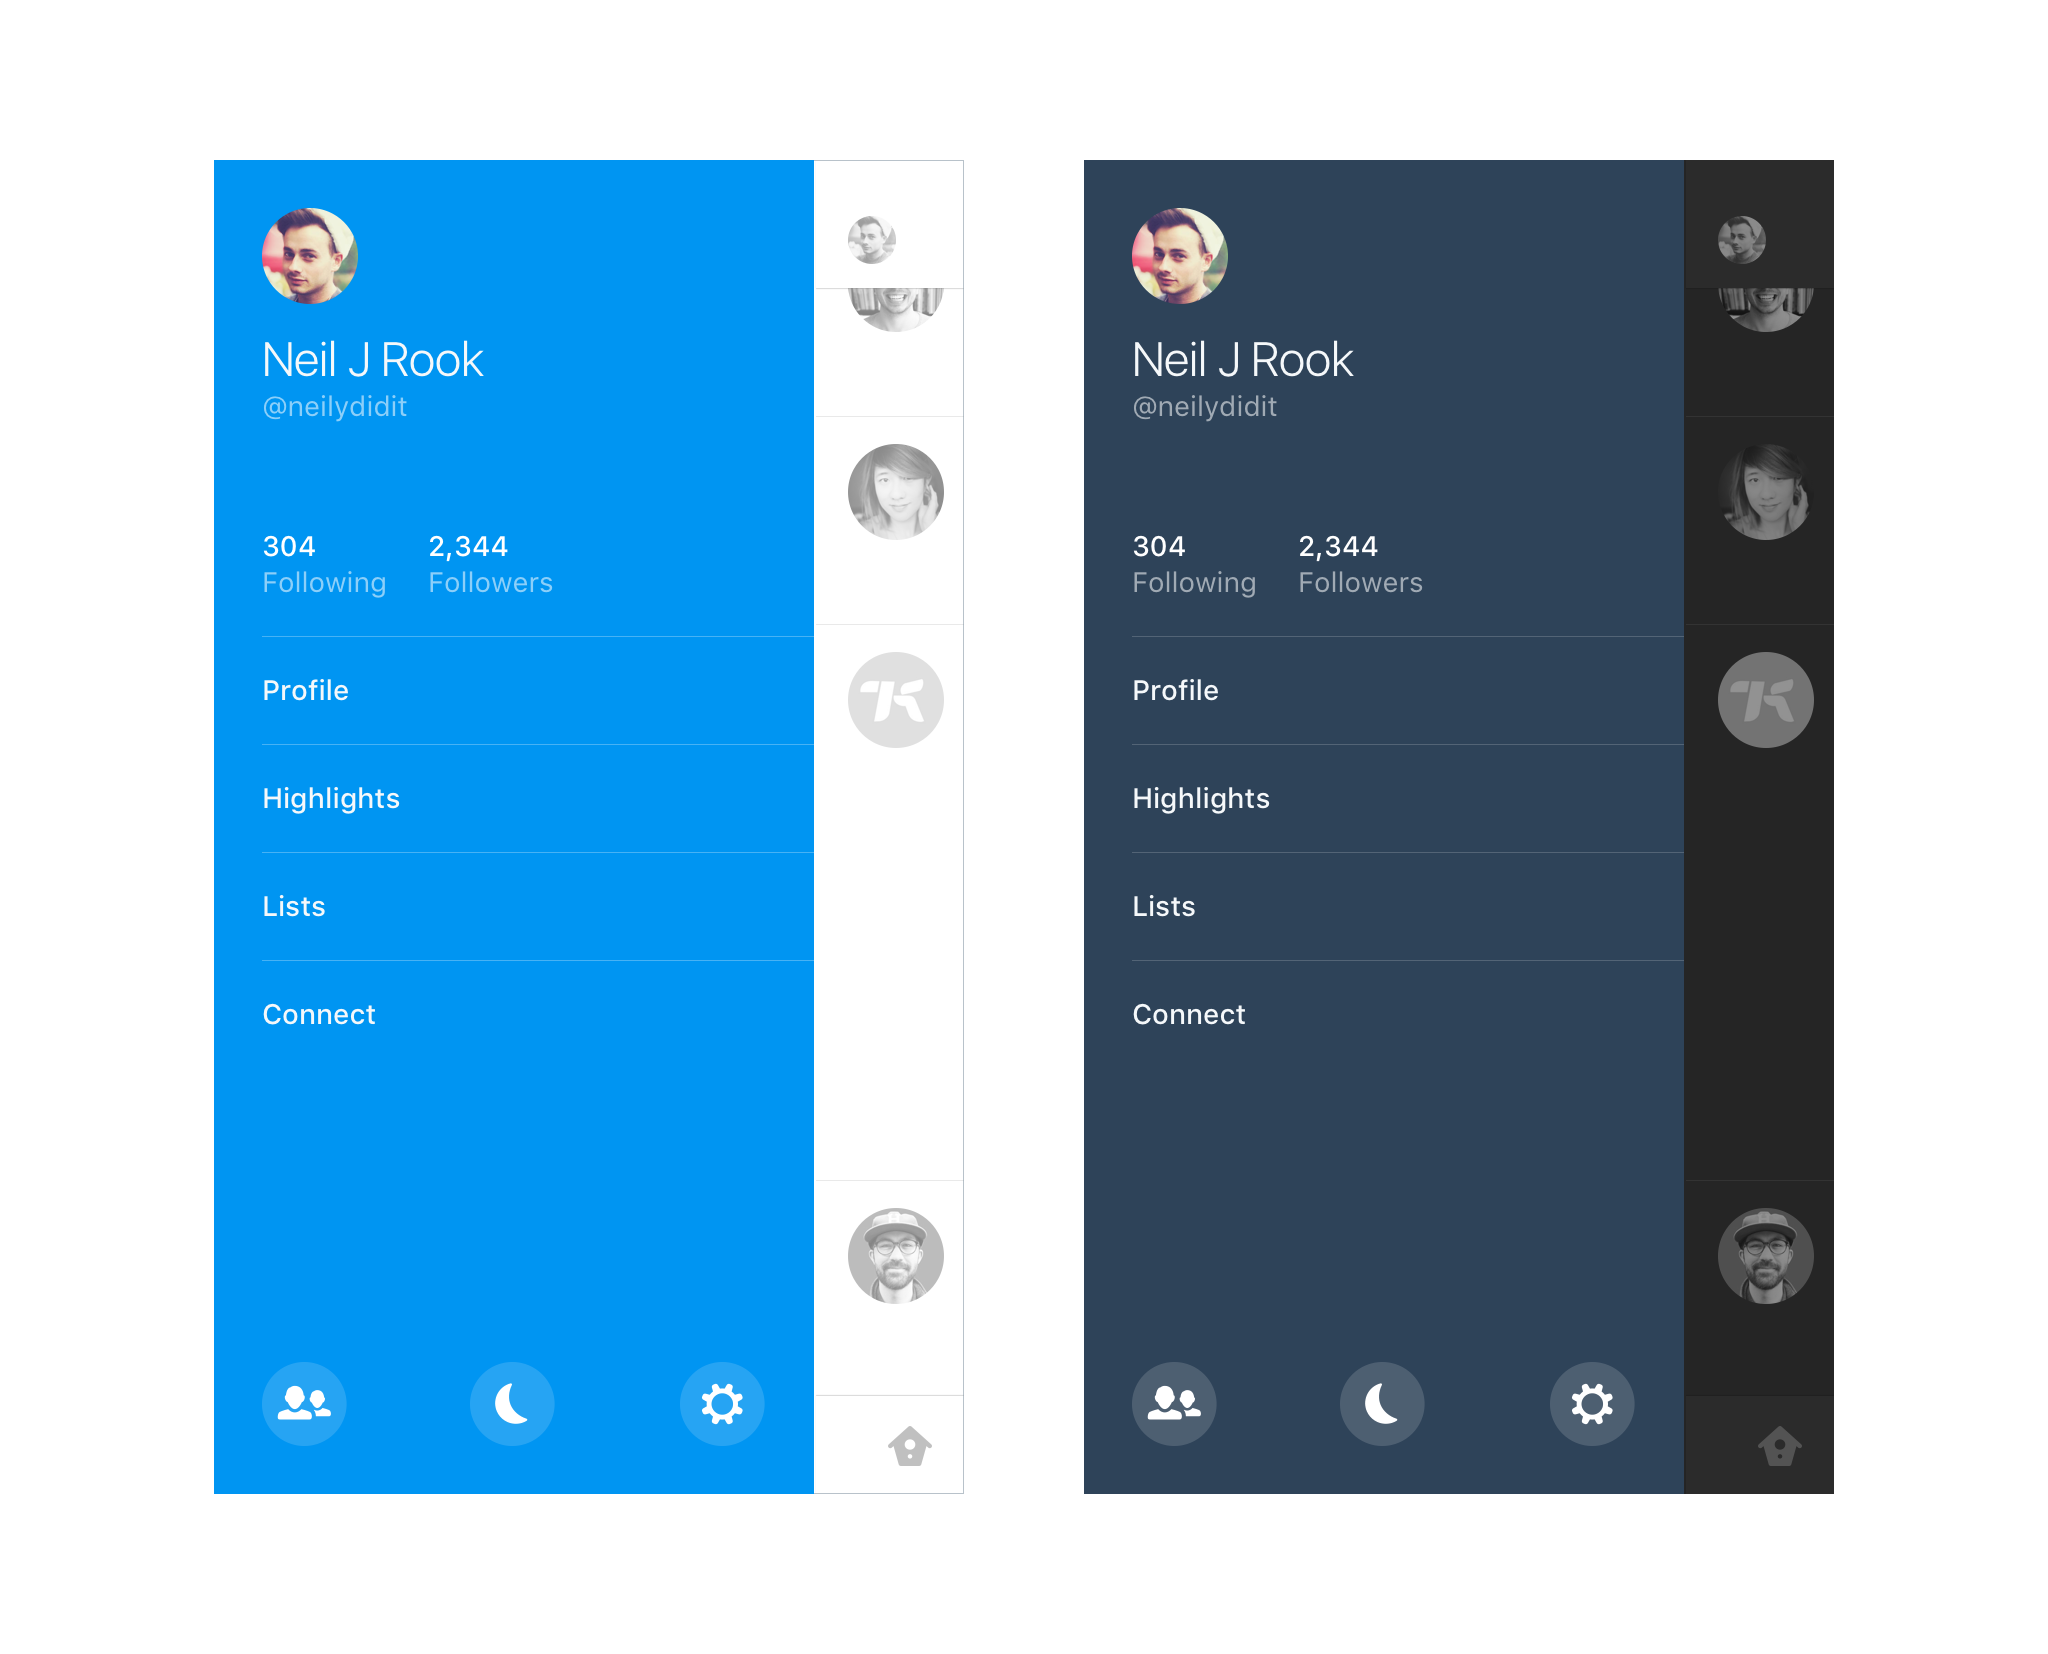 Neil J Rook
@neilydidit
304 2,344
Following Followers
Profile
Highlights
Lists
Connect
Neil J Rook
@neilydidit
304 2,344
Following Followers
Profile
Highlights
Lists
Connect